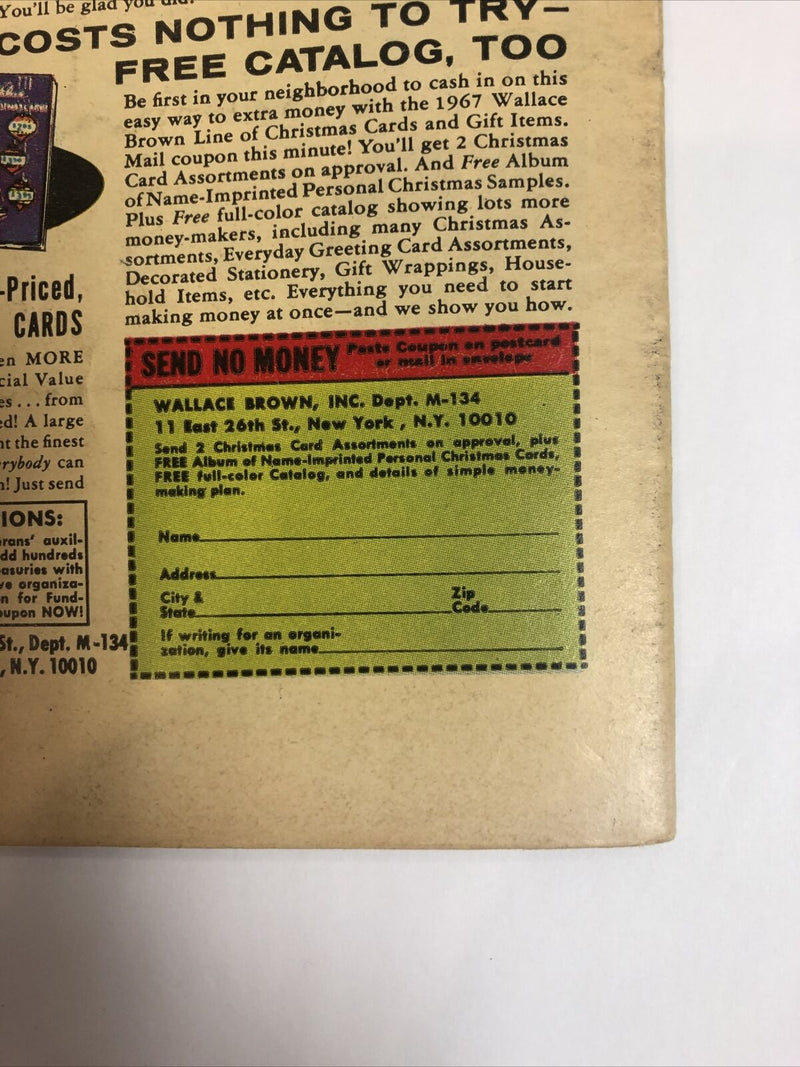 You'll be glad you did.
COSTS NOTHING TO TRY—
FREE CATALOG, TOO
Be first in your neighborhood to cash in on this
easy way to extra money with the 1967 Wallace
Brown Line of Christmas Cards and Gift Items.
Mail coupon this minute! You'll get 2 Christmas
Card Assortments on approval. And Free Album
of Name-Imprinted Personal Christmas Samples.
Plus Free full-color catalog showing lots more
money-makers, including many Christmas As-
sortments, Everyday Greeting Card Assortments,
Decorated Stationery, Gift Wrappings, House-
hold Items, etc. Everything you need to start
making money at once—and we show you how.
-Priced,
CARDS
en MORE
cial Value
es . . . from
ed! A large
at the finest
rybody can
n! Just send
IONS:
rans' auxil-
dd hundreds
asuries with
ve organiza-
n for Fund-
upon NOW!
St., Dept. M-134
, N.Y. 10010
SEND NO MONEY Paste Coupon on postcard
or mail in envelope
WALLACE BROWN, INC. Dept. M-134
11 East 26th St., New York, N.Y. 10010
Send 2 Christmas Card Assortments on approval, plus
FREE Album of Name-Imprinted Personal Christmas Cards,
FREE full-color Catalog, and details of simple money-
making plan.
Name
Address
City &
State
Zip
Code
If writing for an organi-
zation, give its name